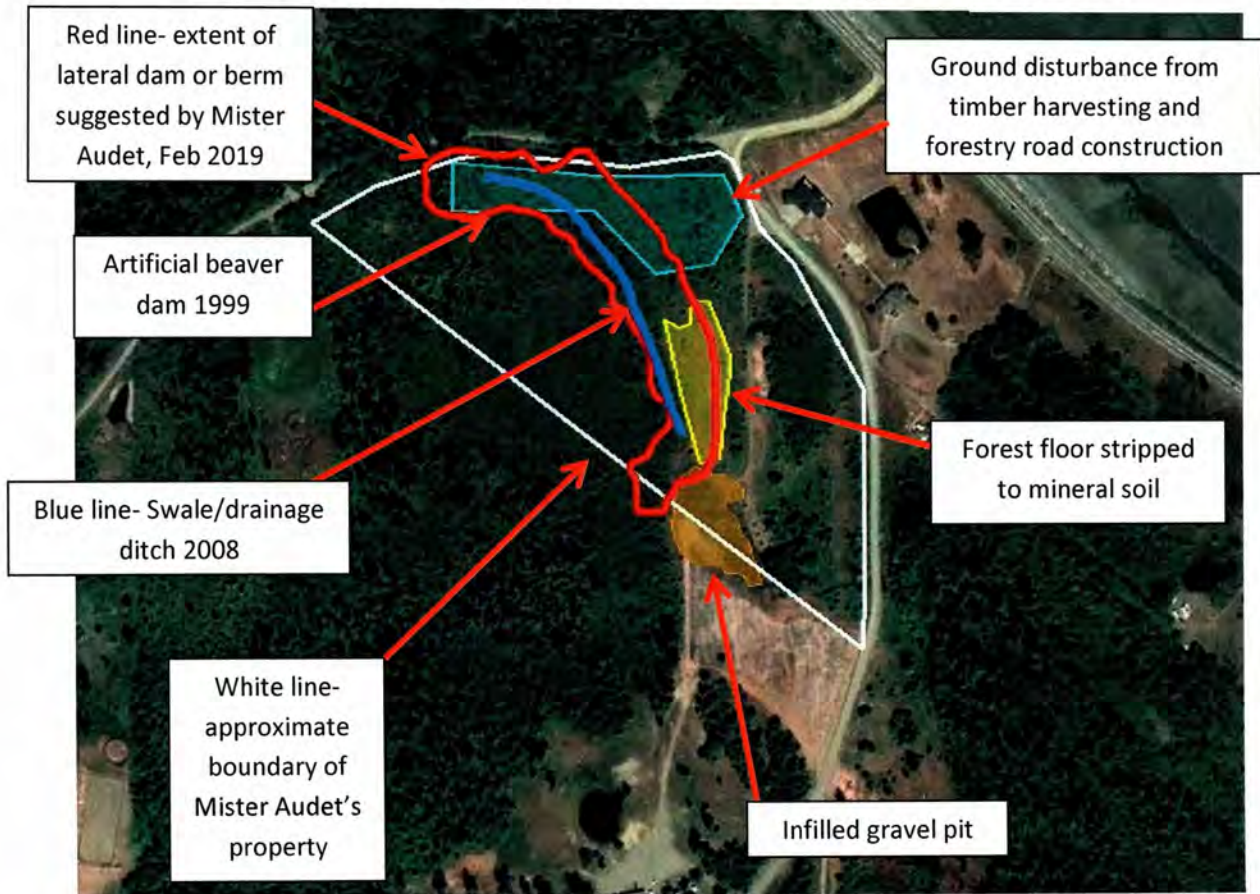 Red line- extent of
lateral dam or berm
suggested by Mister
Audet, Feb 2019
Ground disturbance from
timber harvesting and
forestry road construction
Artificial beaver
dam 1999
Blue line- Swale/drainage
ditch 2008
Forest floor stripped
to mineral soil
White line-
approximate
boundary of
Mister Audet's
property
Infilled gravel pit